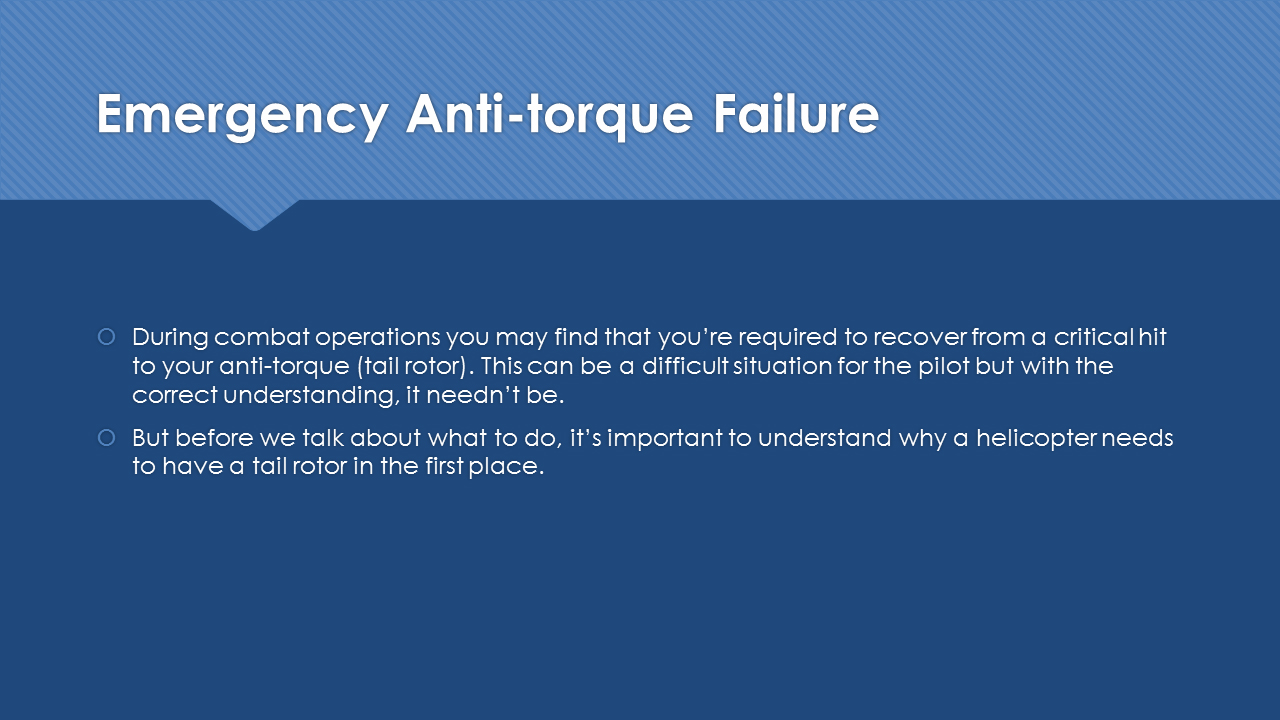 Emergency Anti-torque Failure
During combat operations you may find that you’re required to recover from a critical hit
to your anti-torque (tail rotor). This can be a difficult situation for the pilot but with the
correct understanding, it needn’t be.
But before we talk about what to do, it’s important to understand why a helicopter needs
to have a tail rotor in the first place.